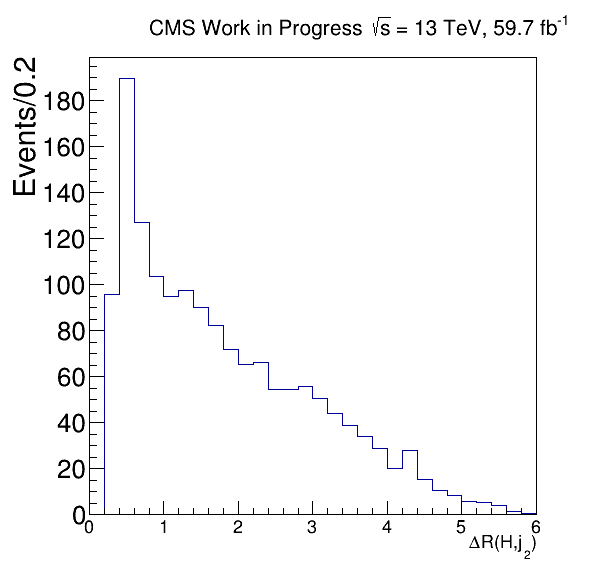 CMS Work in Progress √s = 13 TeV, 59.7 fb⁻¹
Events/0.2
180
160
140
120
100
80
60
40
20
0
0 1 2 3 4 5 6
ΔR(H,j₂)